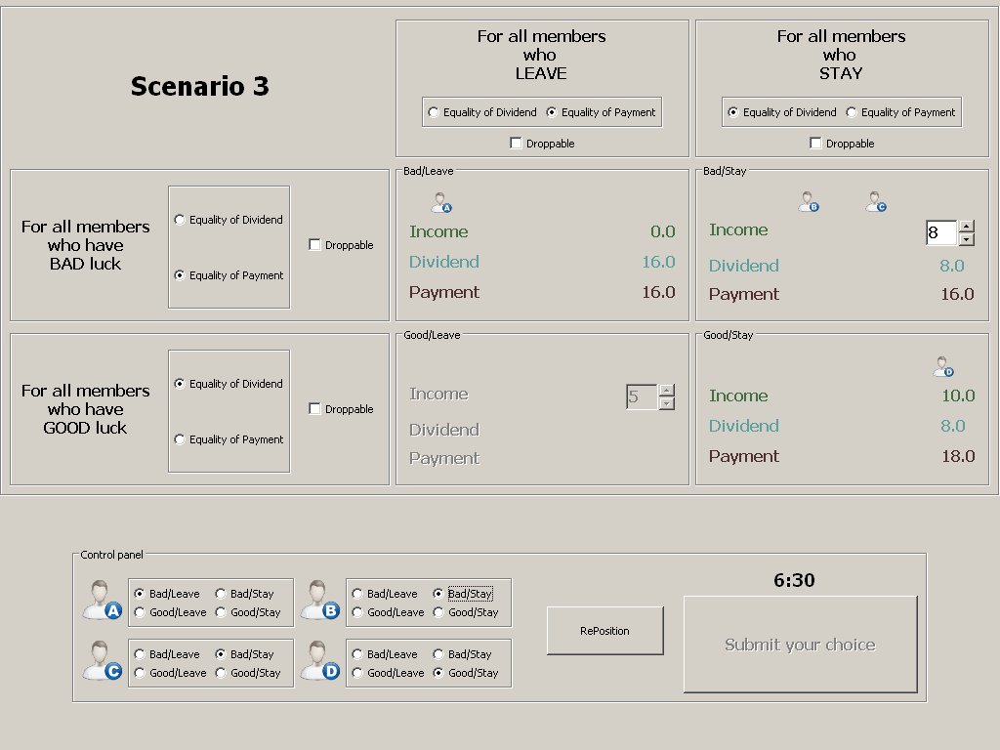 Scenario 3
For all members
who
LEAVE
Equality of Dividend Equality of Payment
Droppable
For all members
who
STAY
Equality of Dividend Equality of Payment
Droppable
For all members
who have
BAD luck
Equality of Dividend
Equality of Payment
Droppable
Bad/Leave
A
Income 0.0
Dividend 16.0
Payment 16.0
Bad/Stay
B C
Income 8
Dividend 8.0
Payment 16.0
For all members
who have
GOOD luck
Equality of Dividend
Equality of Payment
Droppable
Good/Leave
Income 5
Dividend
Payment
Good/Stay
D
Income 10.0
Dividend 8.0
Payment 18.0
Control panel
A
Bad/Leave Bad/Stay
Good/Leave Good/Stay
B
Bad/Leave Bad/Stay
Good/Leave Good/Stay
C
Bad/Leave Bad/Stay
Good/Leave Good/Stay
D
Bad/Leave Bad/Stay
Good/Leave Good/Stay
RePosition
6:30
Submit your choice